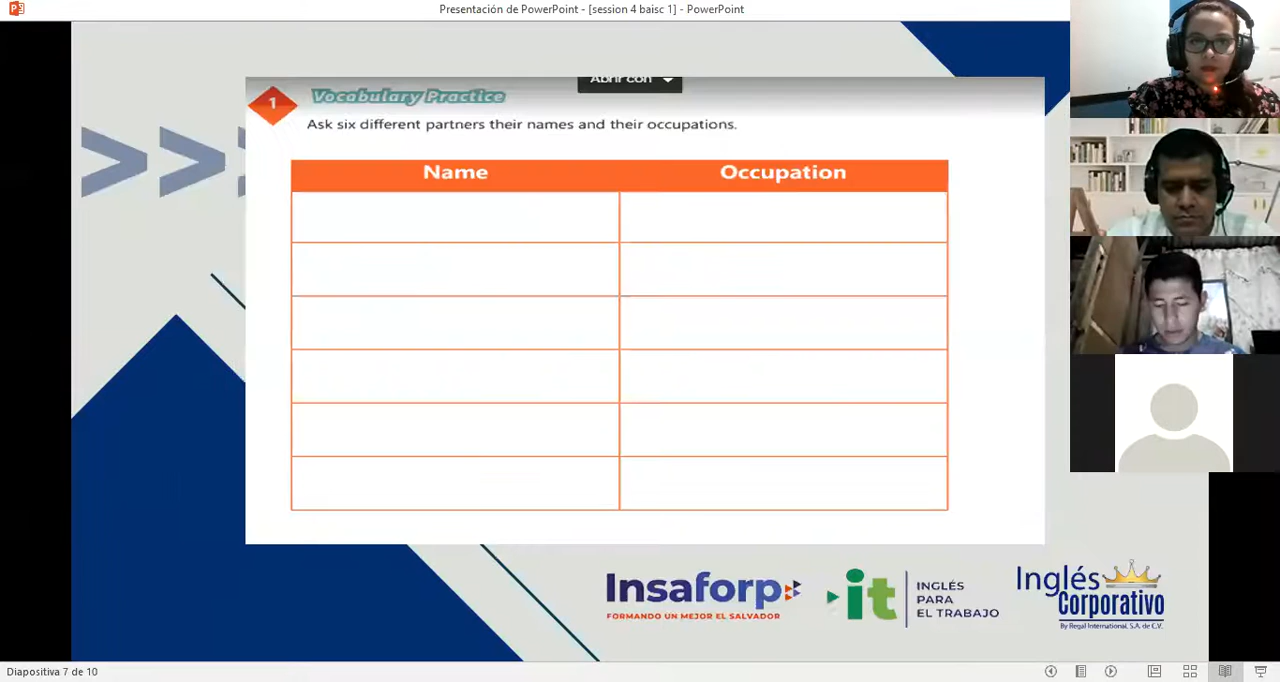 Presentación de PowerPoint - [session 4 baisc 1] - PowerPoint
Abrir con
1
Vocabulary Practice
Ask six different partners their names and their occupations.
Name Occupation
Insaforp
FORMANDO UN MEJOR EL SALVADOR
it
INGLÉS
PARA
EL TRABAJO
Inglés
Corporativo
By Regal International, S.A. de C.V.
Diapositiva 7 de 10